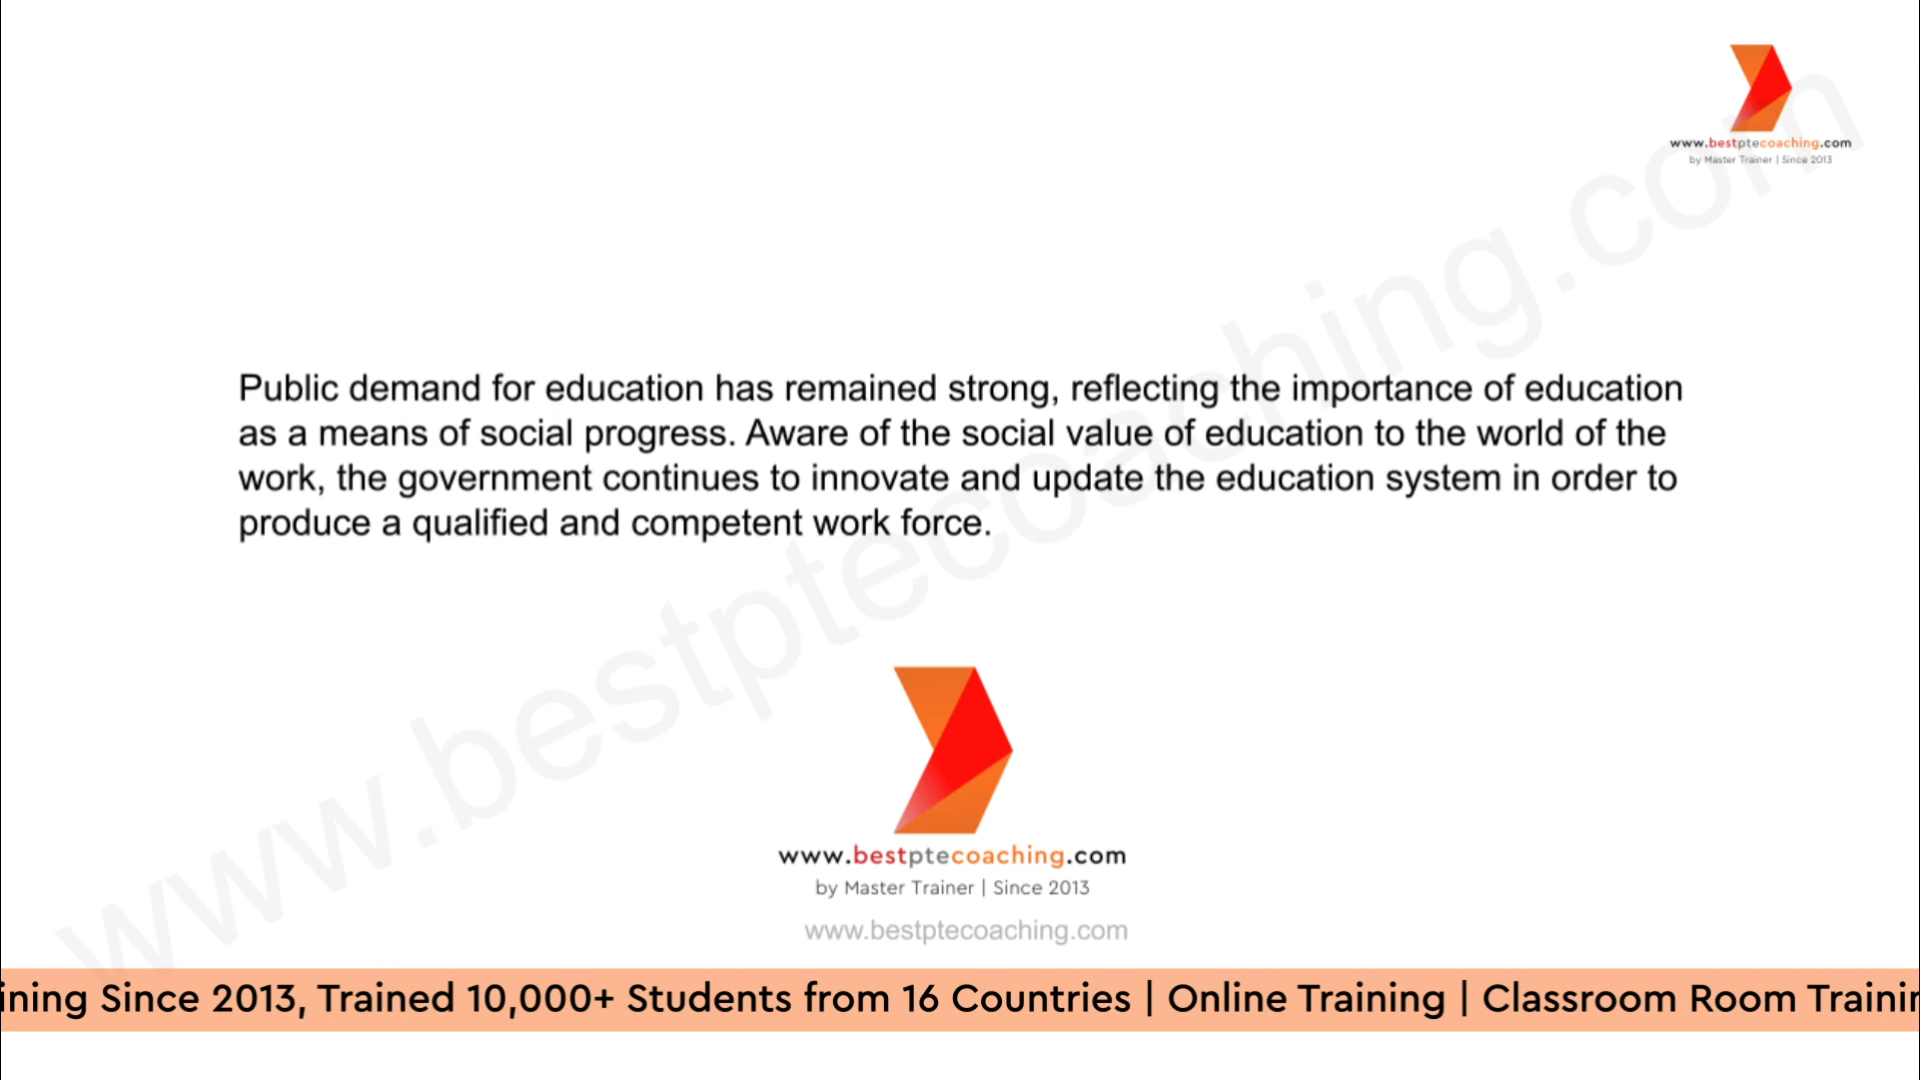 www.bestptecoaching.com
by Master Trainer | Since 2013
Public demand for education has remained strong, reflecting the importance of education
as a means of social progress. Aware of the social value of education to the world of the
work, the government continues to innovate and update the education system in order to
produce a qualified and competent work force.
www.bestptecoaching.com
www.bestptecoaching.com
by Master Trainer | Since 2013
www.bestptecoaching.com
Since 2013, Trained 10,000+ Students from 16 Countries | Online Training | Classroom Room